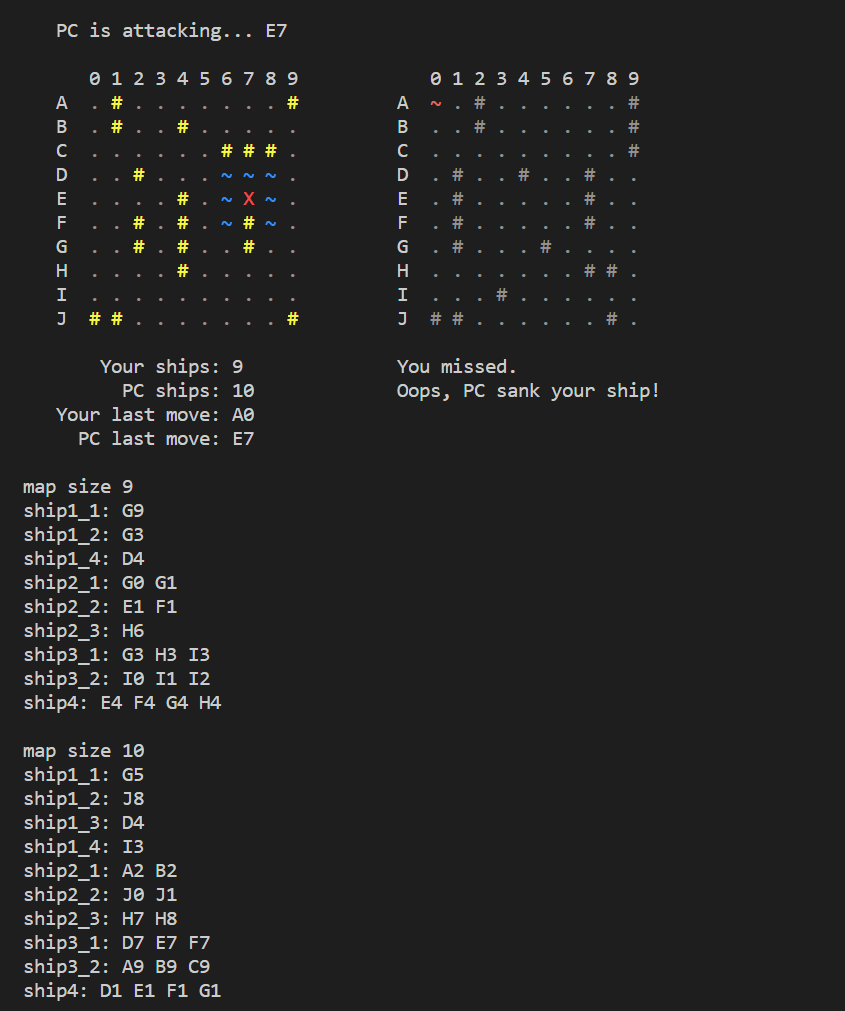 PC is attacking... E7
0 1 2 3 4 5 6 7 8 9 0 1 2 3 4 5 6 7 8 9
A . # . . . . . . . # A ~ . # . . . . . . #
B . # . . # . . . . . B . . # . . . . . . #
C . . . . . . # # # . C . . . . . . . . . #
D . . # . . . ~ ~ ~ . D . # . . # . . # . .
E . . . . # . ~ X ~ . E . # . . . . . # . .
F . . # . # . ~ # ~ . F . # . . . . . # . .
G . . # . # . . # . . G . # . . . # . . . .
H . . . . # . . . . . H . . . . . . . # # .
I . . . . . . . . . . I . . . # . . . . . .
J # # . . . . . . . # J # # . . . . . . # .
Your ships: 9 You missed.
PC ships: 10 Oops, PC sank your ship!
Your last move: A0
PC last move: E7
map size 9
ship1_1: G9
ship1_2: G3
ship1_4: D4
ship2_1: G0 G1
ship2_2: E1 F1
ship2_3: H6
ship3_1: G3 H3 I3
ship3_2: I0 I1 I2
ship4: E4 F4 G4 H4
map size 10
ship1_1: G5
ship1_2: J8
ship1_3: D4
ship1_4: I3
ship2_1: A2 B2
ship2_2: J0 J1
ship2_3: H7 H8
ship3_1: D7 E7 F7
ship3_2: A9 B9 C9
ship4: D1 E1 F1 G1